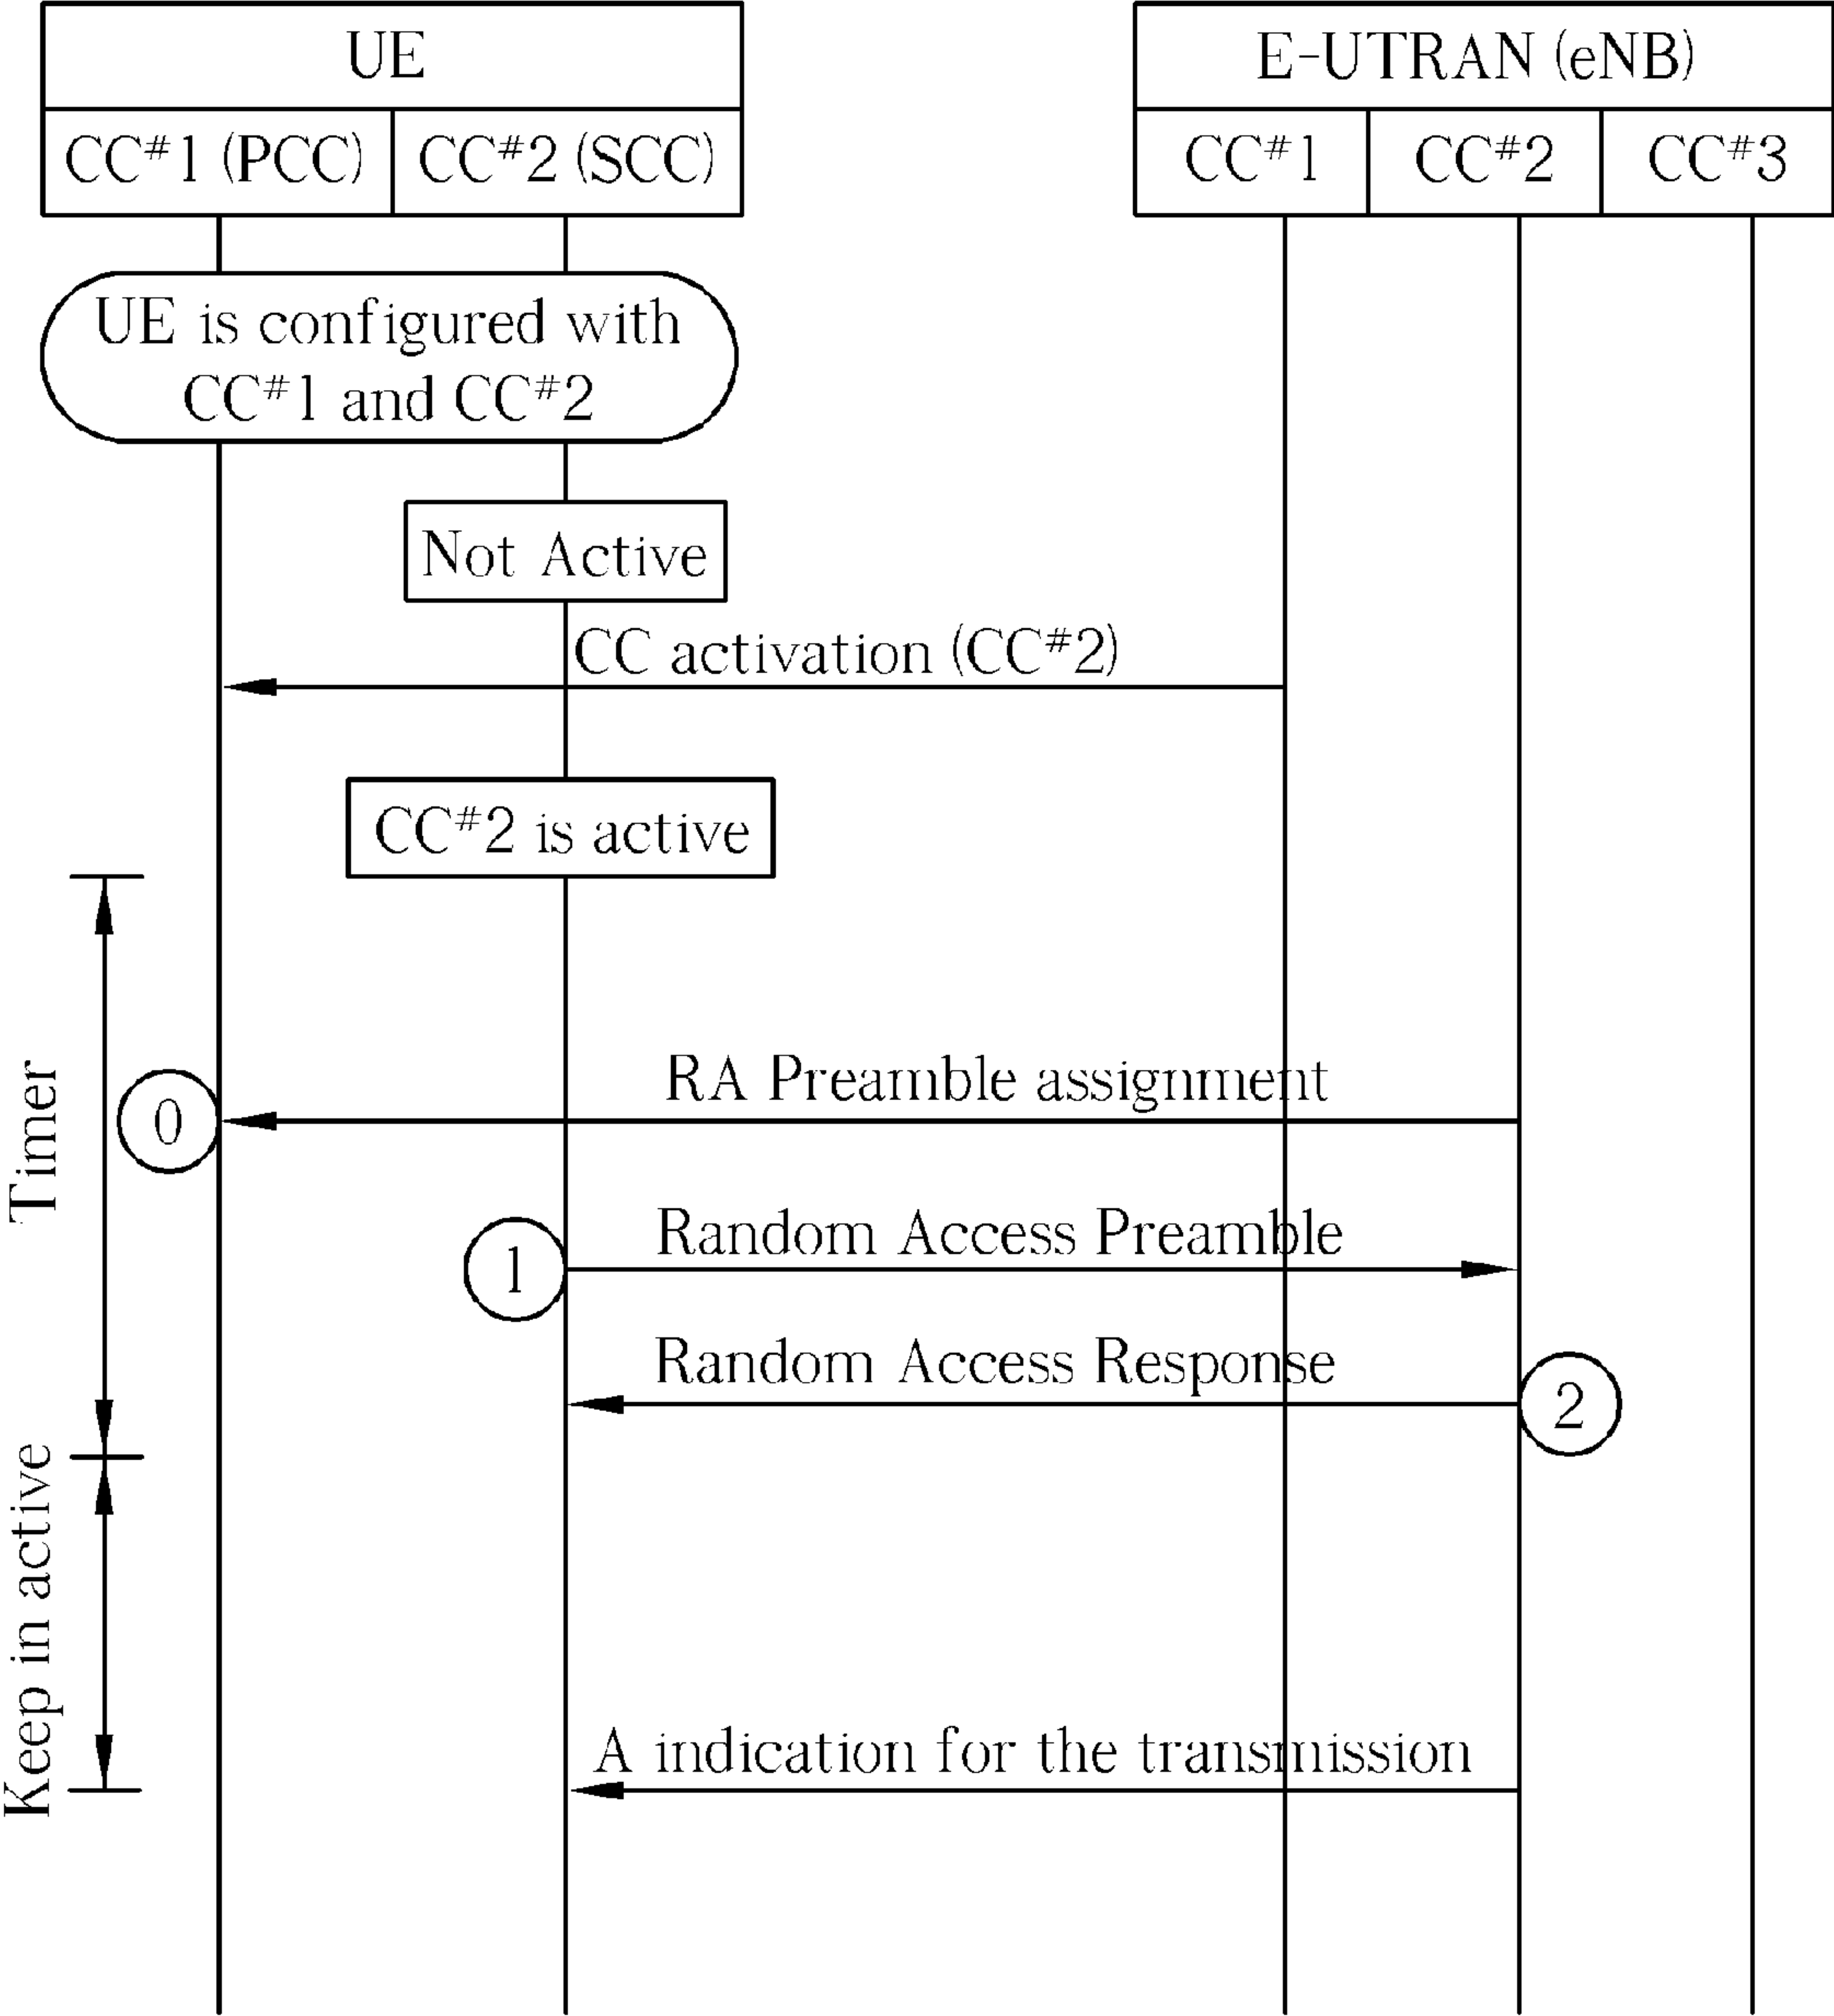 UE
E-UTRAN (eNB)
CC#1 (PCC)
CC#2 (SCC)
CC#1
CC#2
CC#3
UE is configured with
CC#1 and CC#2
Not Active
CC activation (CC#2)
CC#2 is active
Timer
RA Preamble assignment
0
Random Access Preamble
1
Random Access Response
2
Keep in active
A indication for the transmission